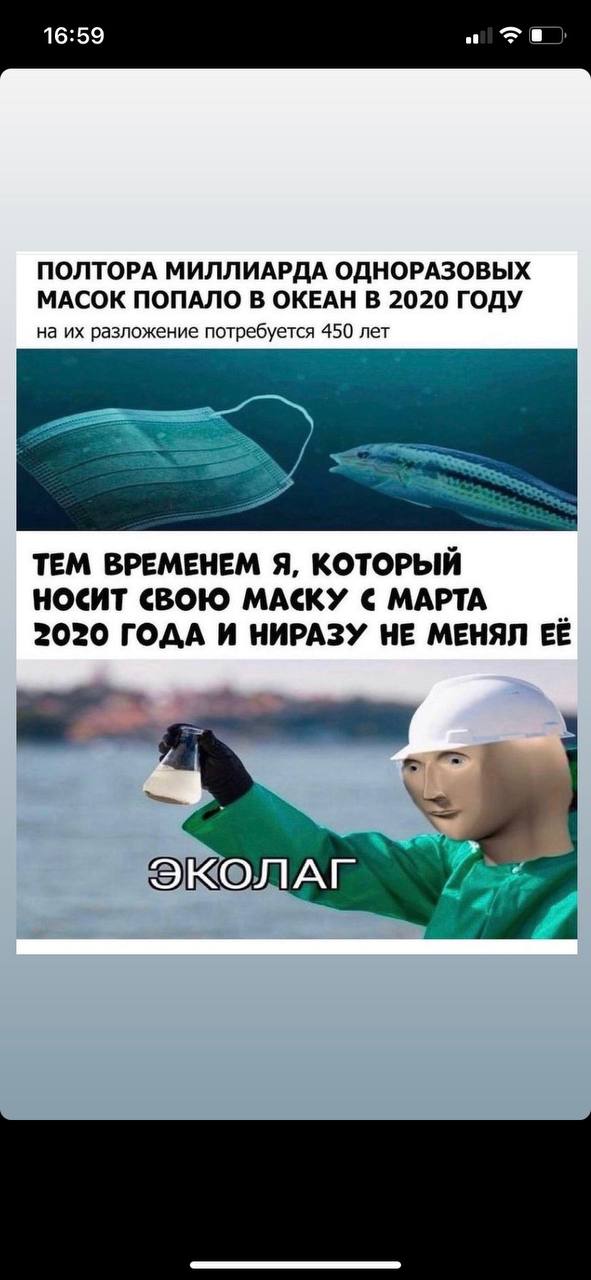 16:59
ПОЛТОРА МИЛЛИАРДА ОДНОРАЗОВЫХ
МАСОК ПОПАЛО В ОКЕАН В 2020 ГОДУ
на их разложение потребуется 450 лет
ТЕМ ВРЕМЕНЕМ Я, КОТОРЫЙ
НОСИТ СВОЮ МАСКУ С МАРТА
2020 ГОДА И НИРАЗУ НЕ МЕНЯЛ ЕЁ
ЭКОЛАГ